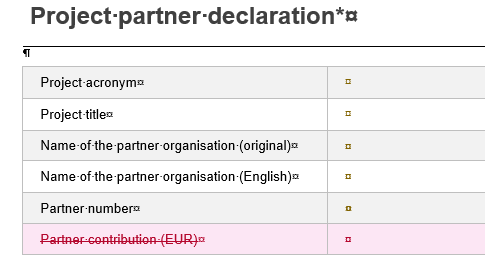 Project partner declaration*
Project acronym
Project title
Name of the partner organisation (original)
Name of the partner organisation (English)
Partner number
Partner contribution (EUR)